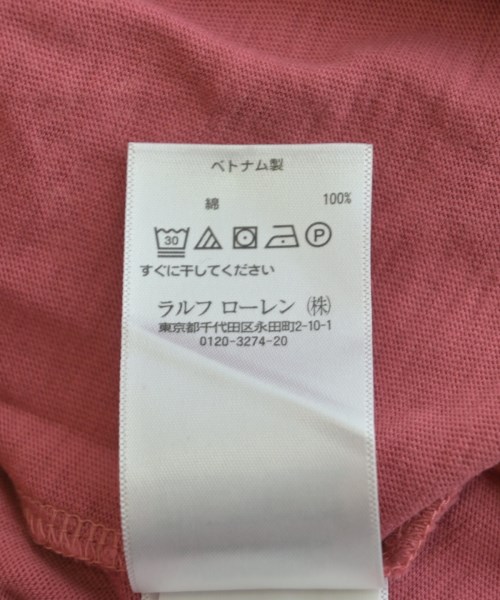 ベトナム製
綿 100%
30 P
すぐに干してください
ラルフ ローレン ㈱
東京都千代田区永田町2-10-1
0120-3274-20